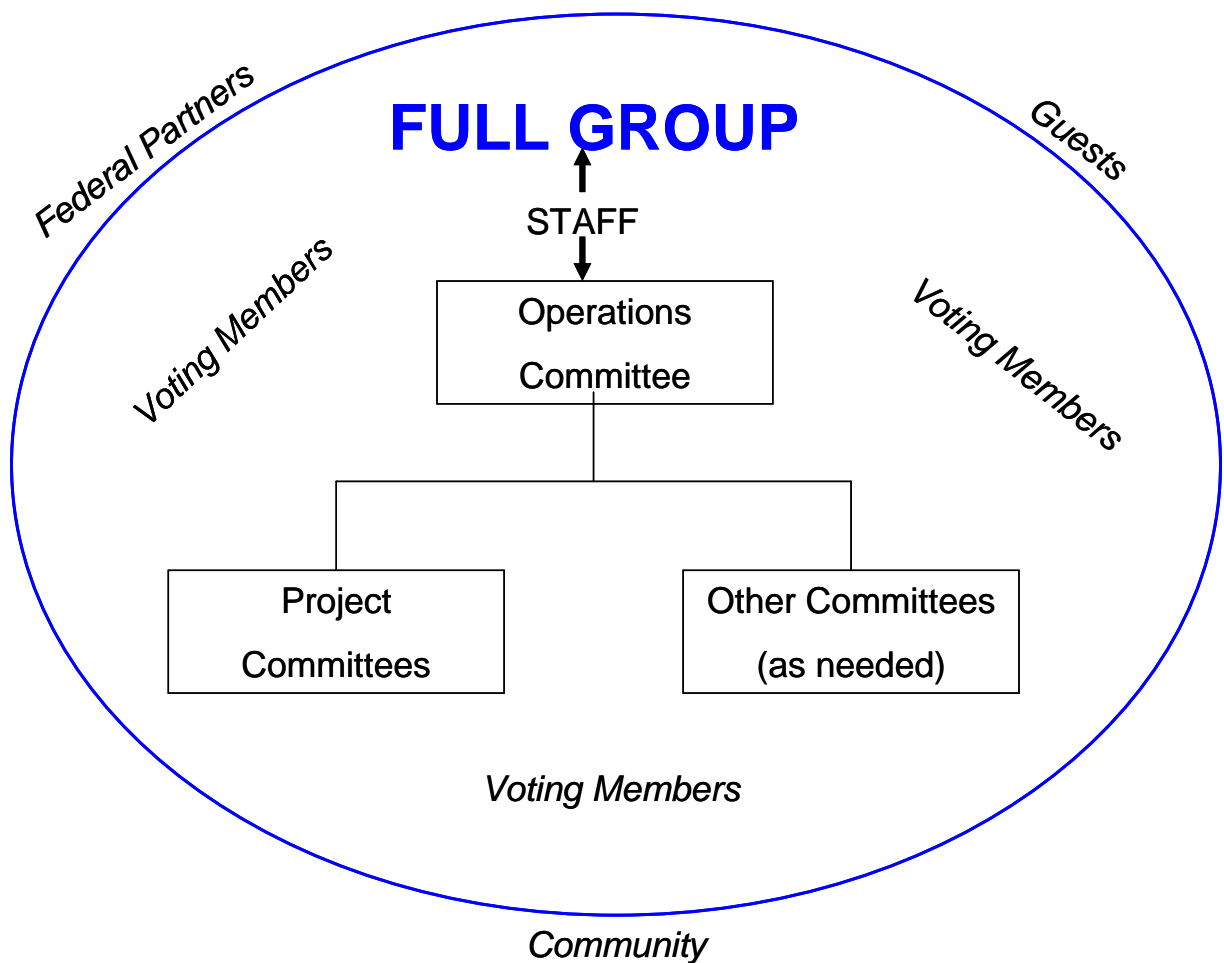 Federal Partners
FULL GROUP
Guests
STAFF
Voting Members
Operations
Committee
Voting Members
Project
Committees
Other Committees
(as needed)
Voting Members
Community